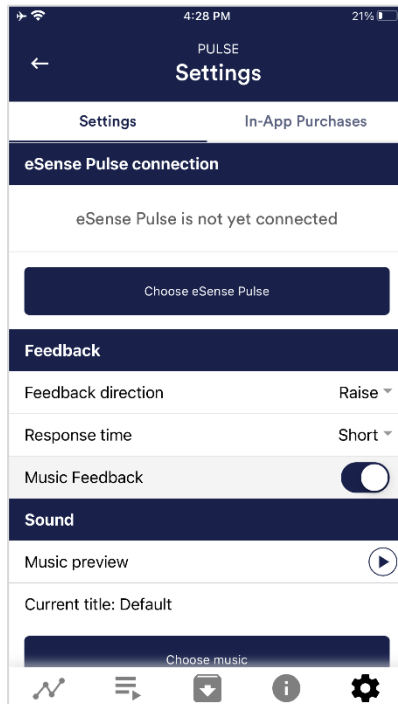 4:28 PM
21%
PULSE
Settings
Settings
In-App Purchases
eSense Pulse connection
eSense Pulse is not yet connected
Choose eSense Pulse
Feedback
Feedback direction
Raise
Response time
Short
Music Feedback
Sound
Music preview
Current title: Default
Choose music